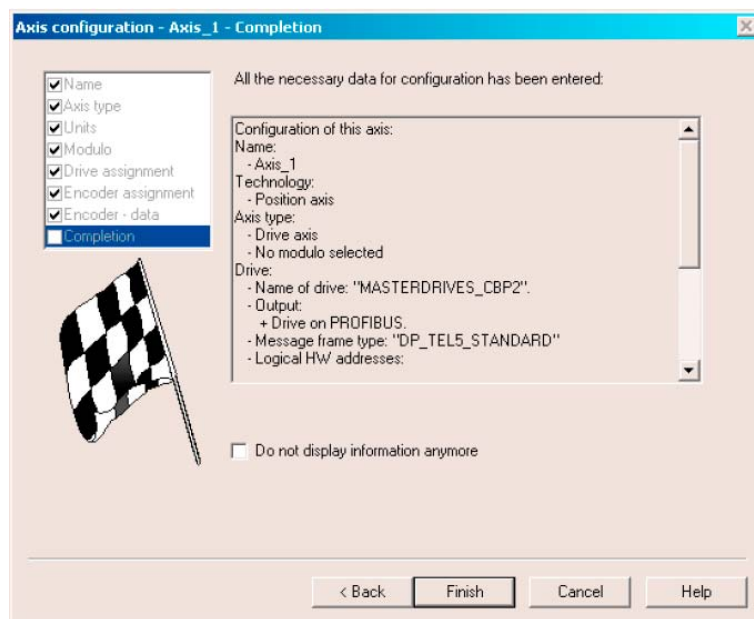 Axis configuration - Axis_1 - Completion
Name
Axis type
Units
Modulo
Drive assignment
Encoder assignment
Encoder - data
Completion
All the necessary data for configuration has been entered:
Configuration of this axis:
Name:
- Axis_1
Technology:
- Position axis
Axis type:
- Drive axis
- No modulo selected
Drive:
- Name of drive: "MASTERDRIVES_CBP2".
- Output:
+ Drive on PROFIBUS.
- Message frame type: "DP_TEL5_STANDARD"
- Logical HW addresses:
Do not display information anymore
< Back
Finish
Cancel
Help